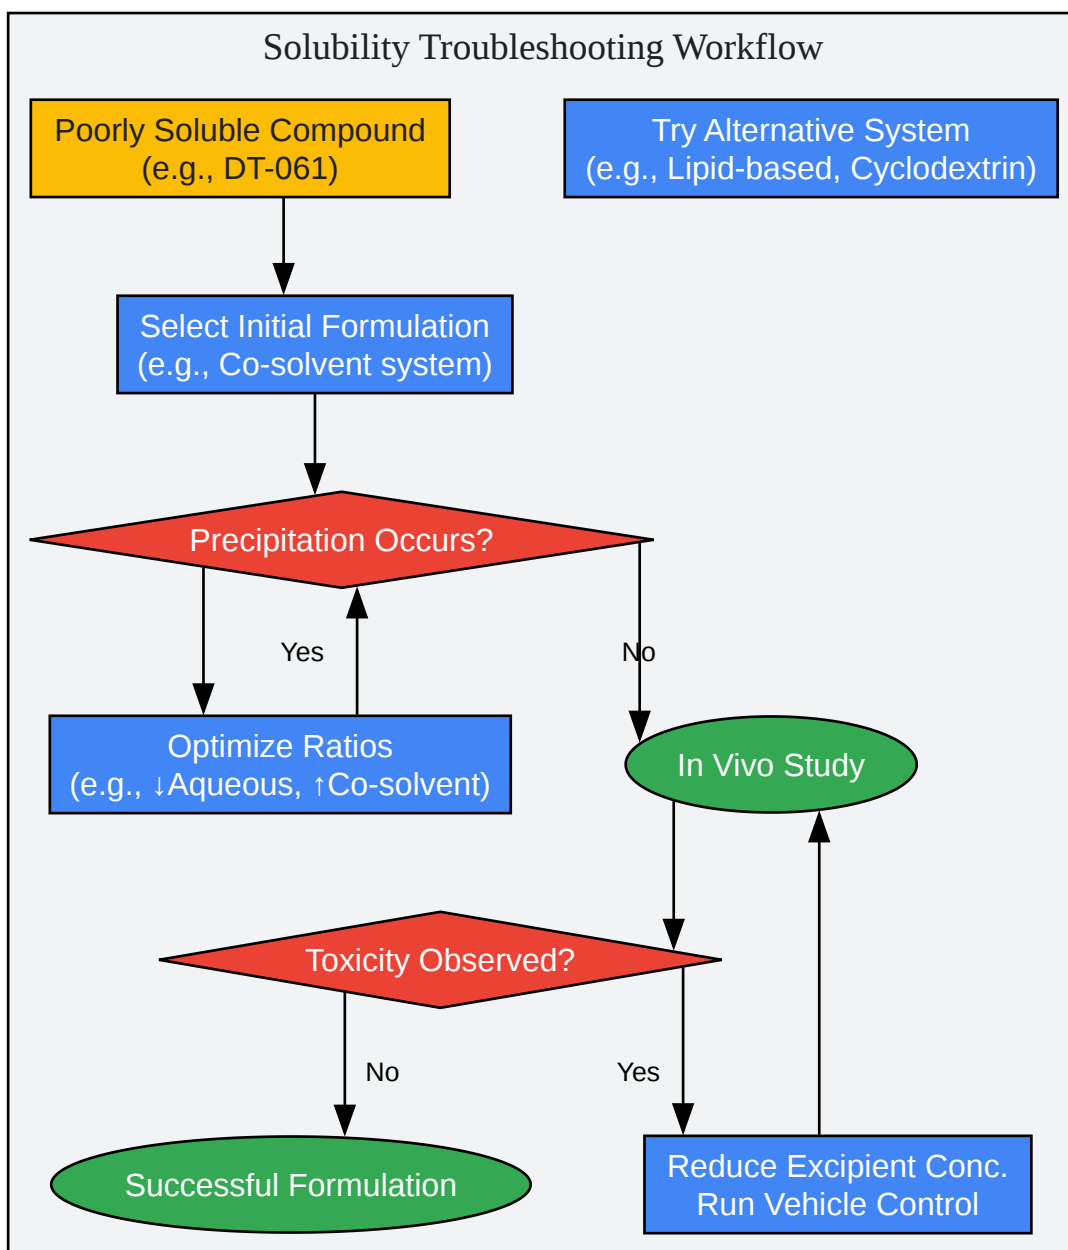 Solubility Troubleshooting Workflow
Poorly Soluble Compound
(e.g., DT-061)
Try Alternative System
(e.g., Lipid-based, Cyclodextrin)
Select Initial Formulation
(e.g., Co-solvent system)
Precipitation Occurs?
Yes
No
Optimize Ratios
(e.g., ↓Aqueous, ↑Co-solvent)
In Vivo Study
Toxicity Observed?
No
Yes
Successful Formulation
Reduce Excipient Conc.
Run Vehicle Control